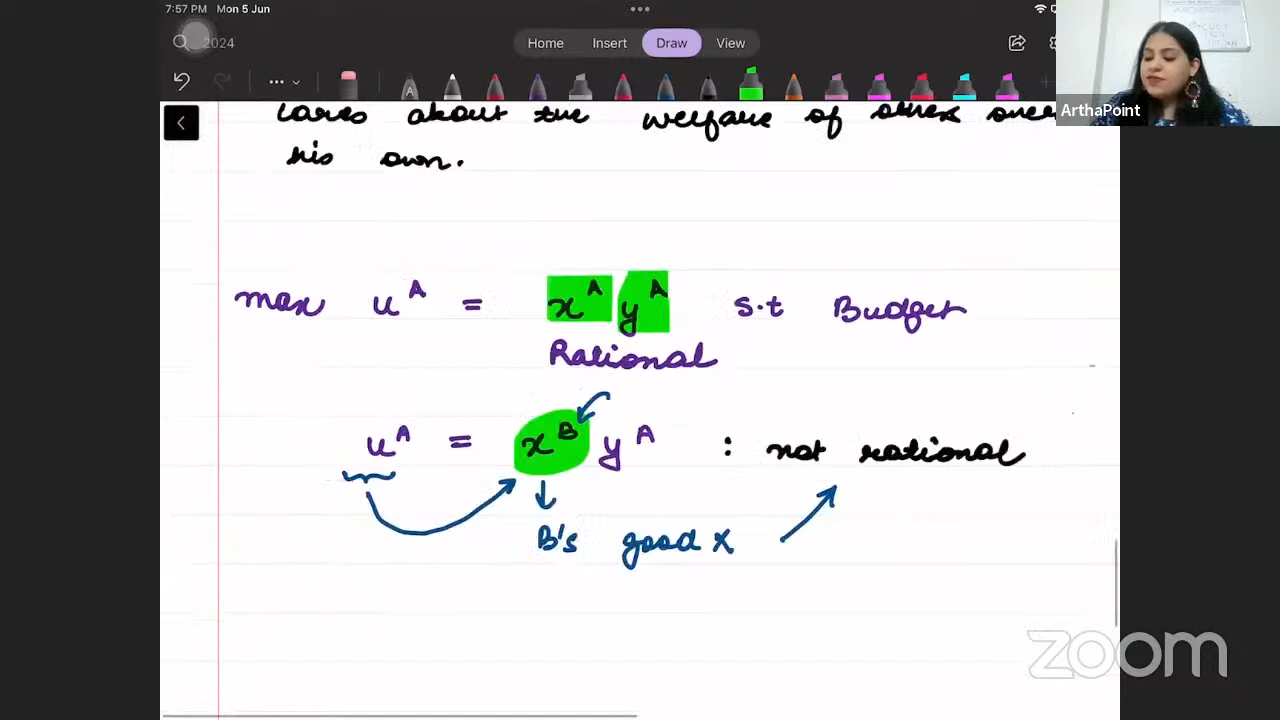 7:57 PM Mon 5 Jun
2024
Home Insert Draw View
A
ArthaPoint
cares about the welfare of others over
his own.
max u^A = x^A y^A s.t Budget
Rational
u^A = x^B y^A : not rational
B's good x
zoom